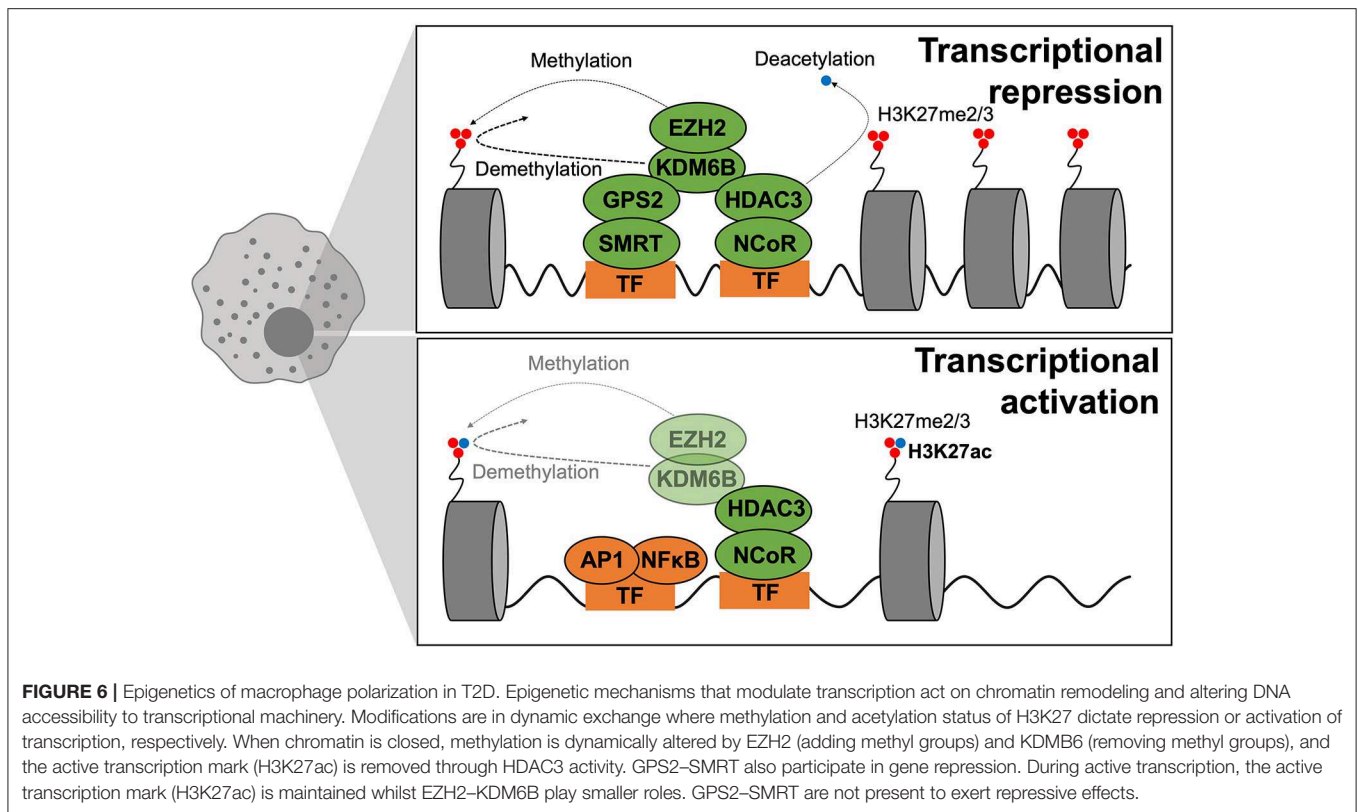 Transcriptional
repression
Methylation
Deacetylation
H3K27me2/3
EZH2
KDM6B
Demethylation
GPS2
HDAC3
SMRT
NCoR
TF
TF
Transcriptional
activation
Methylation
H3K27me2/3
H3K27ac
EZH2
KDM6B
Demethylation
HDAC3
AP1
NFκB
NCoR
TF
TF
FIGURE 6 | Epigenetics of macrophage polarization in T2D. Epigenetic mechanisms that modulate transcription act on chromatin remodeling and altering DNA
accessibility to transcriptional machinery. Modifications are in dynamic exchange where methylation and acetylation status of H3K27 dictate repression or activation of
transcription, respectively. When chromatin is closed, methylation is dynamically altered by EZH2 (adding methyl groups) and KDMB6 (removing methyl groups), and
the active transcription mark (H3K27ac) is removed through HDAC3 activity. GPS2–SMRT also participate in gene repression. During active transcription, the active
transcription mark (H3K27ac) is maintained whilst EZH2–KDM6B play smaller roles. GPS2–SMRT are not present to exert repressive effects.